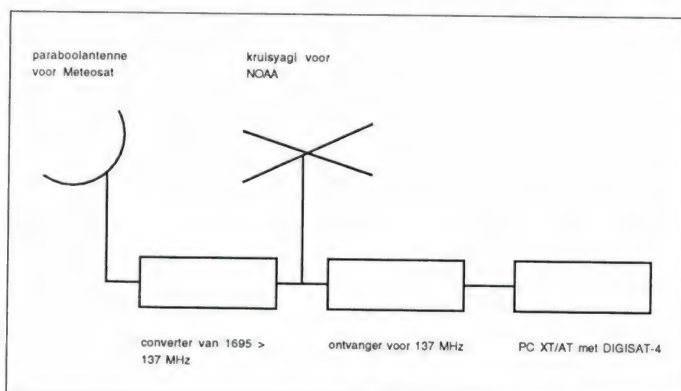 paraboolantenne
voor Meteosat
kruisyagi voor
NOAA
converter van 1695 >
137 MHz
ontvanger voor 137 MHz
PC XT/AT met DIGISAT-4